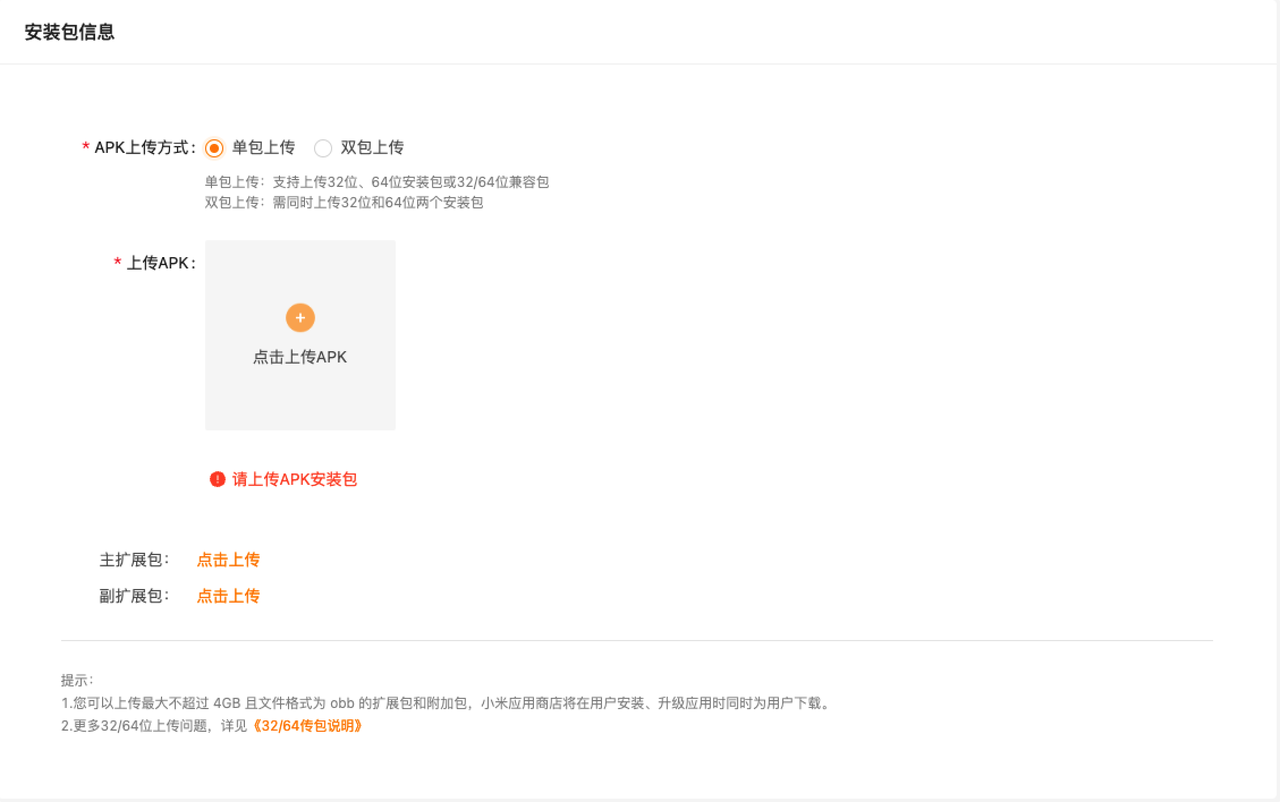 安装包信息
* APK上传方式： 单包上传 双包上传
单包上传：支持上传32位、64位安装包或32/64位兼容包
双包上传：需同时上传32位和64位两个安装包
* 上传APK：
点击上传APK
请上传APK安装包
主扩展包： 点击上传
副扩展包： 点击上传
提示：
1.您可以上传最大不超过 4GB 且文件格式为 obb 的扩展包和附加包，小米应用商店将在用户安装、升级应用时同时为用户下载。
2.更多32/64位上传问题，详见《32/64传包说明》